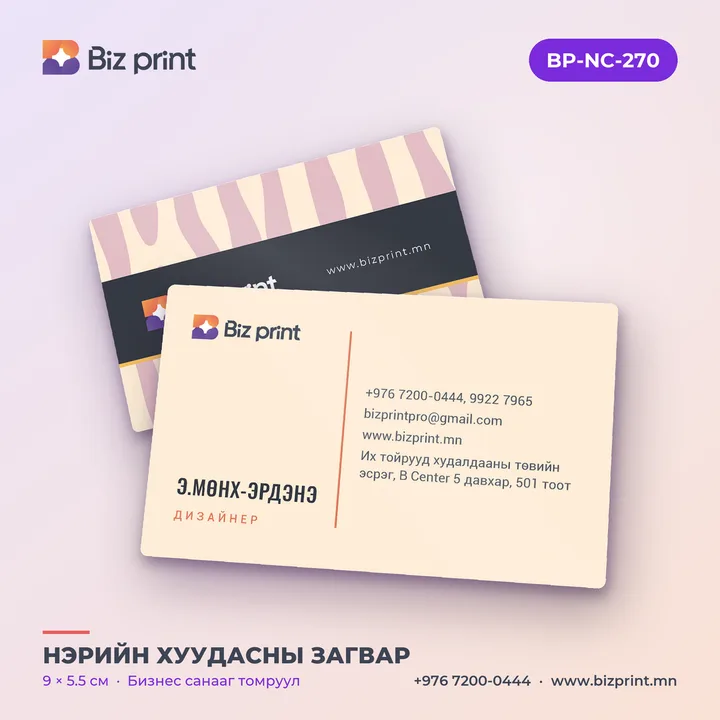 Biz print
BP-NC-270
www.bizprint.mn
Biz print
+976 7200-0444, 9922 7965
bizprintpro@gmail.com
www.bizprint.mn
Их тойрууд худалдааны төвийн
эсрэг, B Center 5 давхар, 501 тоот
Э.МӨНХ-ЭРДЭНЭ
ДИЗАЙНЕР
НЭРИЙН ХУУДАСНЫ ЗАГВАР
9 × 5.5 см · Бизнес санааг томруул
+976 7200-0444 · www.bizprint.mn